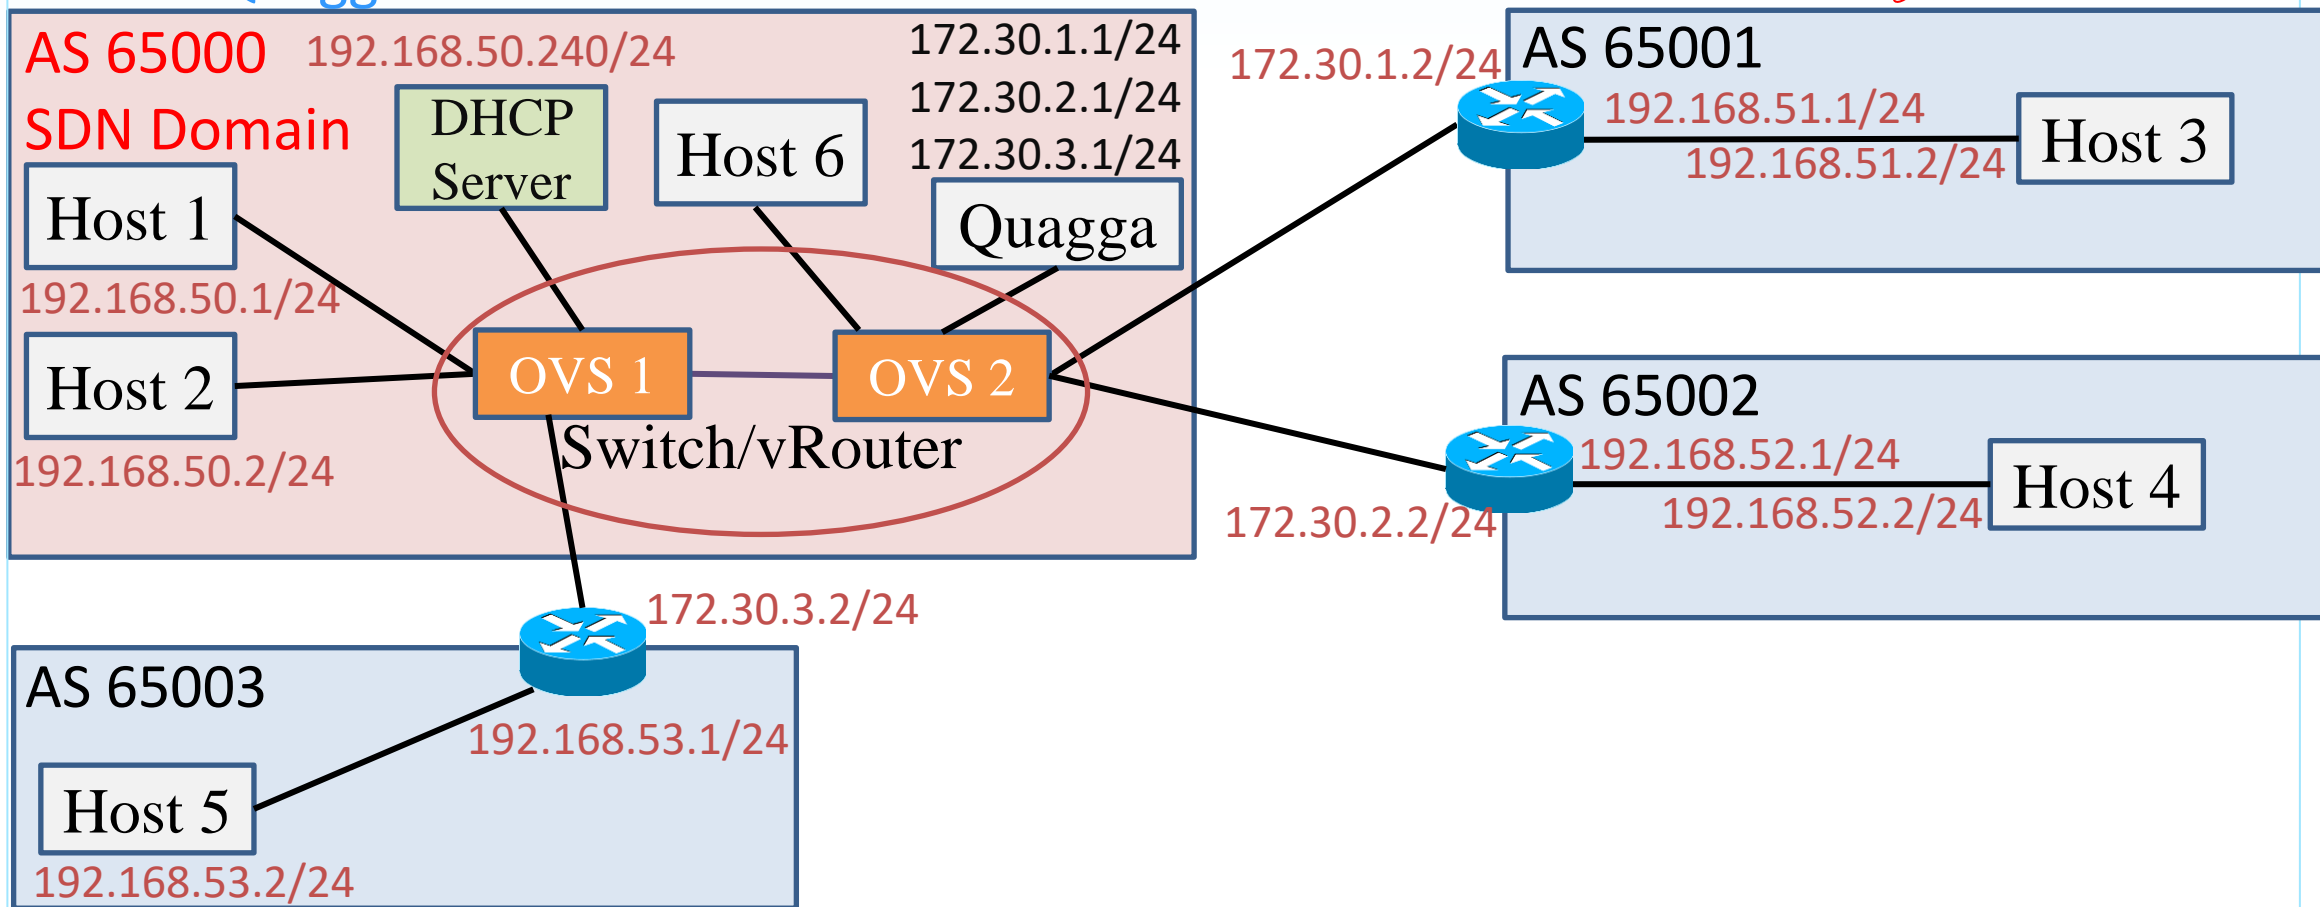 AS 65000
SDN Domain
192.168.50.240/24
172.30.1.1/24
172.30.2.1/24
172.30.3.1/24
DHCP
Server
Host 6
Quagga
Host 1
192.168.50.1/24
Host 2
192.168.50.2/24
OVS 1
OVS 2
Switch/vRouter
172.30.1.2/24
AS 65001
192.168.51.1/24
192.168.51.2/24
Host 3
AS 65002
192.168.52.1/24
192.168.52.2/24
172.30.2.2/24
Host 4
172.30.3.2/24
AS 65003
192.168.53.1/24
Host 5
192.168.53.2/24